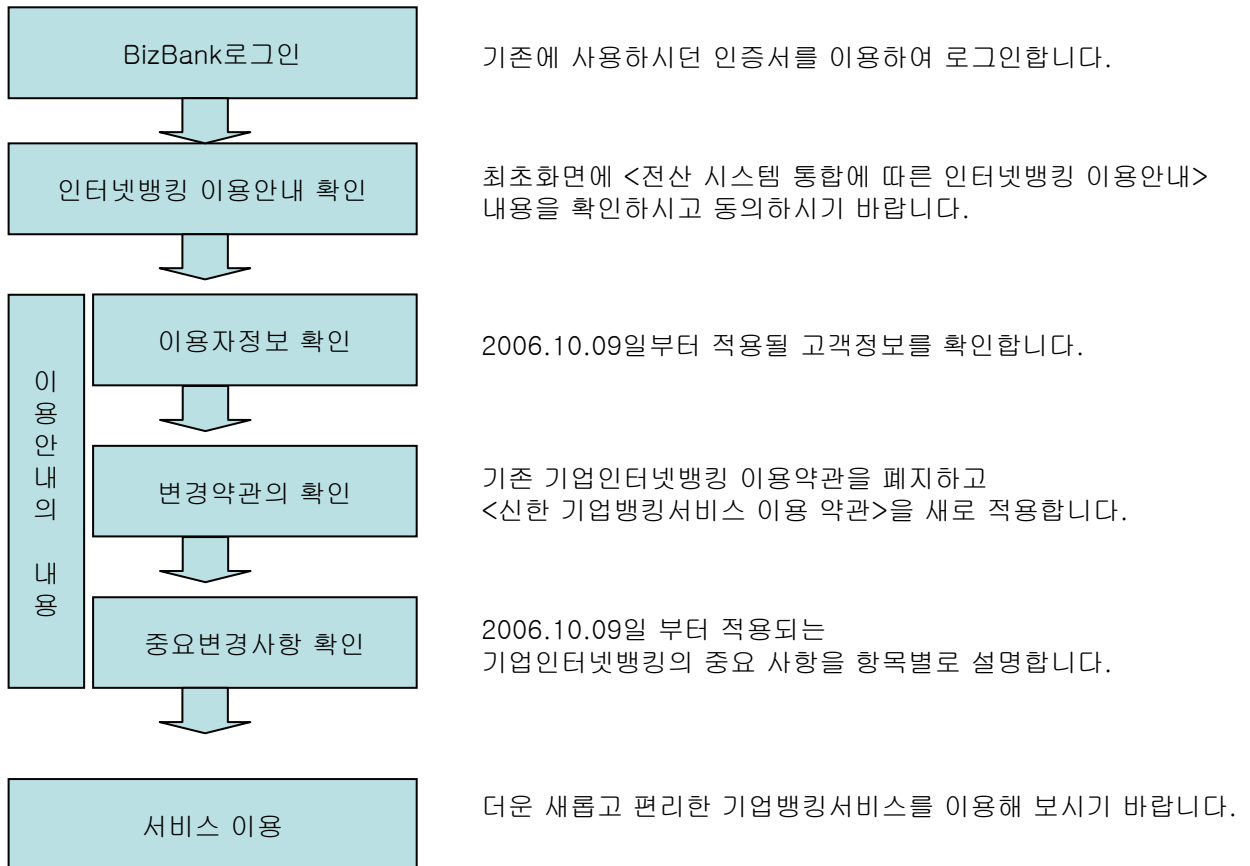 BizBank로그인
기존에 사용하시던 인증서를 이용하여 로그인합니다.
인터넷뱅킹 이용안내 확인
최초화면에 <전산 시스템 통합에 따른 인터넷뱅킹 이용안내>
내용을 확인하시고 동의하시기 바랍니다.
이용안내의 내용
이용자정보 확인
2006.10.09일부터 적용될 고객정보를 확인합니다.
변경약관의 확인
기존 기업인터넷뱅킹 이용약관을 폐지하고
<신한 기업뱅킹서비스 이용 약관>을 새로 적용합니다.
중요변경사항 확인
2006.10.09일 부터 적용되는
기업인터넷뱅킹의 중요 사항을 항목별로 설명합니다.
서비스 이용
더운 새롭고 편리한 기업뱅킹서비스를 이용해 보시기 바랍니다.